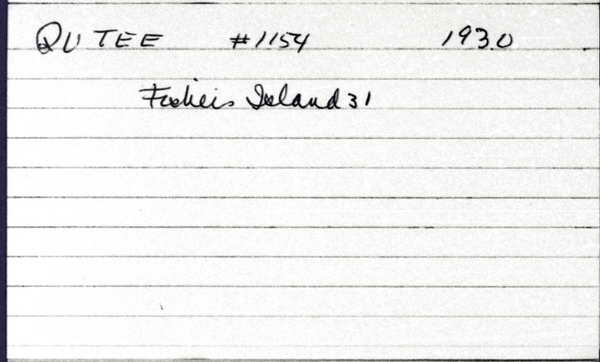 QUTEE #1154 1930
Fishers Island 31